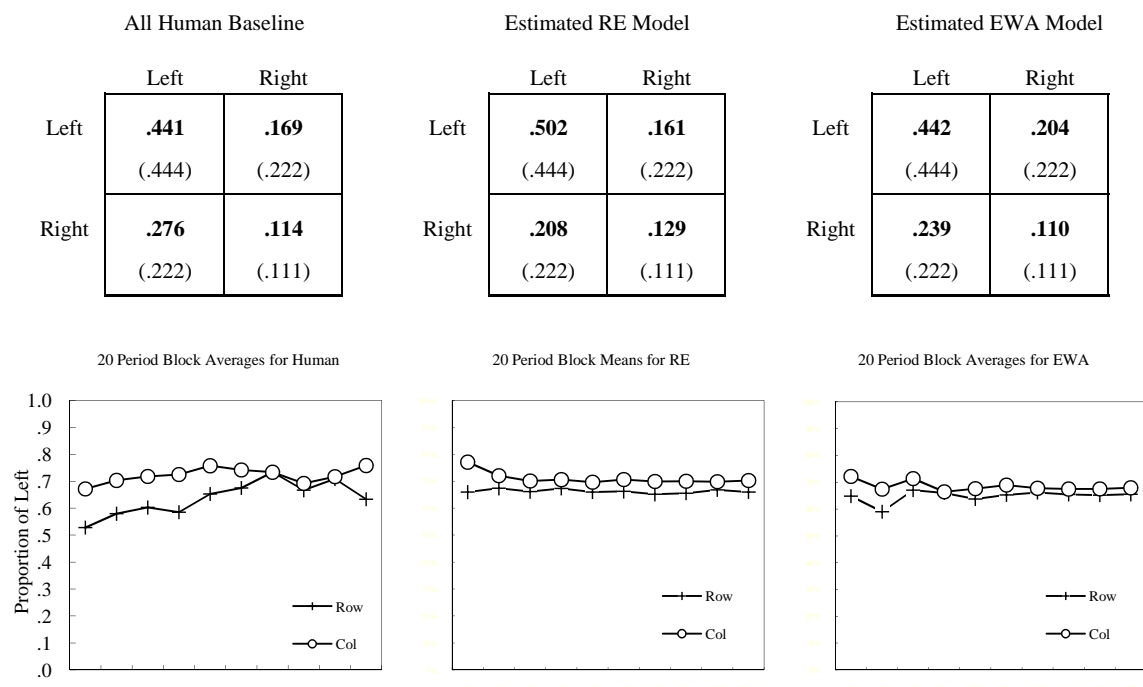 All Human Baseline
Left Right
Left .441 .169
(.444) (.222)
Right .276 .114
(.222) (.111)
Estimated RE Model
Left Right
Left .502 .161
(.444) (.222)
Right .208 .129
(.222) (.111)
Estimated EWA Model
Left Right
Left .442 .204
(.444) (.222)
Right .239 .110
(.222) (.111)
20 Period Block Averages for Human
Proportion of Left
1.0
.9
.8
.7
.6
.5
.4
.3
.2
.1
.0
Row
Col
20 Period Block Means for RE
Row
Col
20 Period Block Averages for EWA
Row
Col